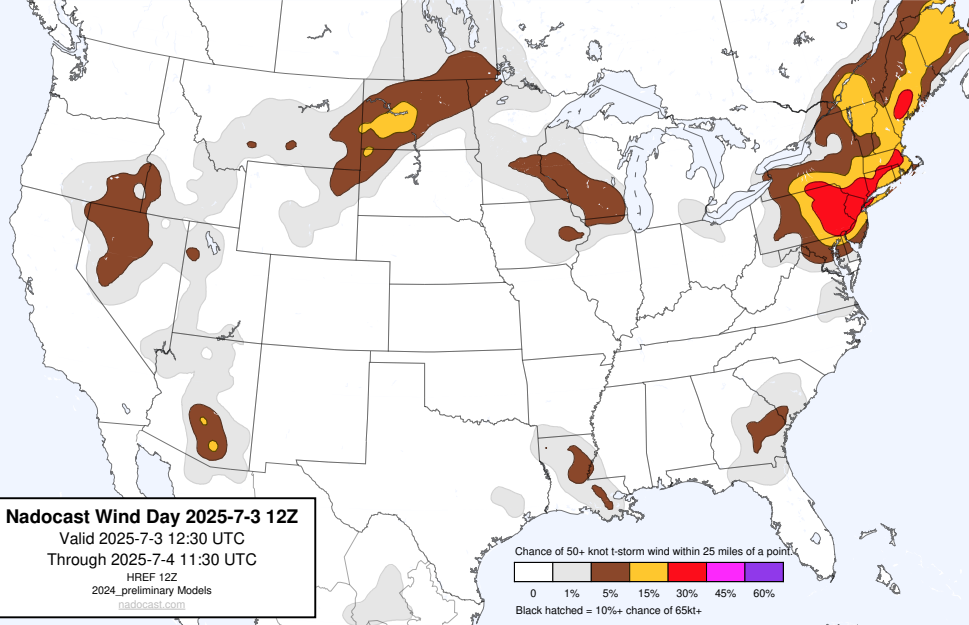 Nadocast Wind Day 2025-7-3 12Z
Valid 2025-7-3 12:30 UTC
Through 2025-7-4 11:30 UTC
HREF 12Z
2024_preliminary Models
nadocast.com
Chance of 50+ knot t-storm wind within 25 miles of a point.
0 1% 5% 15% 30% 45% 60%
Black hatched = 10%+ chance of 65kt+